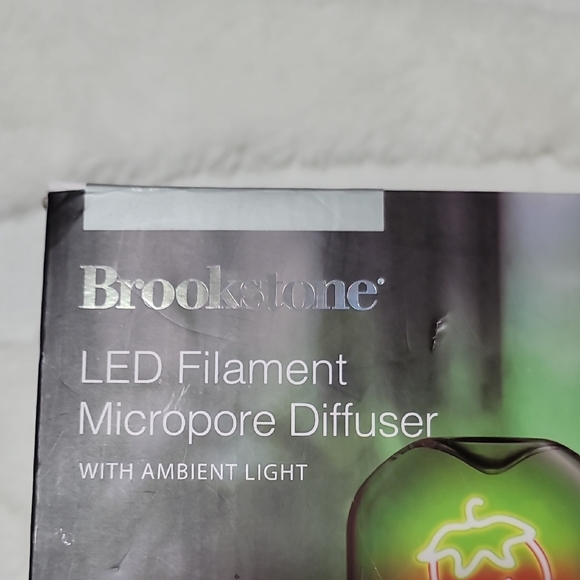 Brookstone
LED Filament
Micropore Diffuser
WITH AMBIENT LIGHT